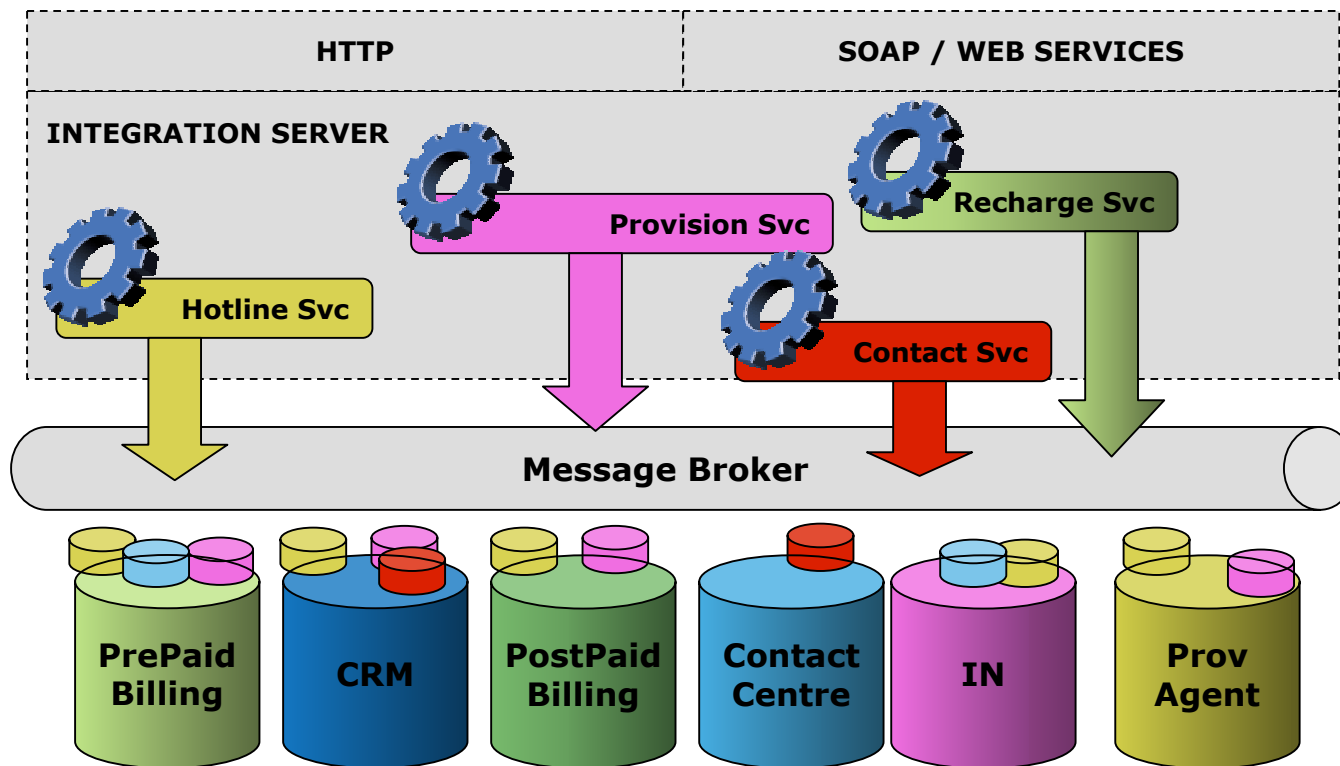 HTTP
SOAP / WEB SERVICES
INTEGRATION SERVER
Provision Svc
Recharge Svc
Hotline Svc
Contact Svc
Message Broker
PrePaid
Billing
CRM
PostPaid
Billing
Contact
Centre
IN
Prov
Agent